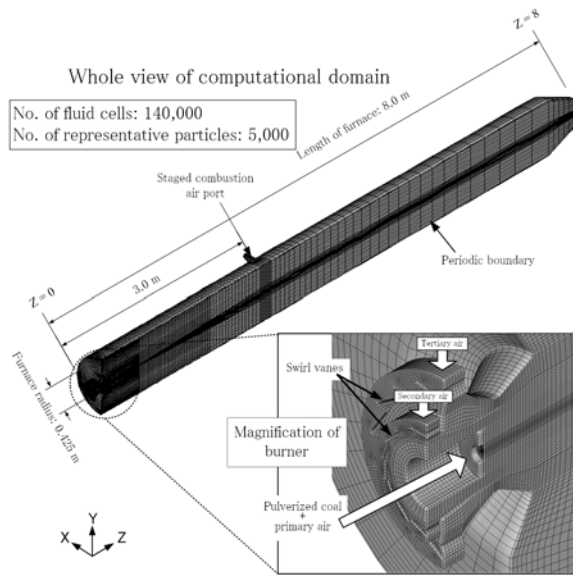 Z=8
Whole view of computational domain
No. of fluid cells: 140,000
No. of representative particles: 5,000
Length of furnace: 8.0 m
Staged combustion
air port
Periodic boundary
3.0 m
Z=0
Furnace radius: 0.425 m
Tertiary air
Swirl vanes
Secondary air
Magnification of
burner
Pulverized coal
+
primary air
Y
X
Z